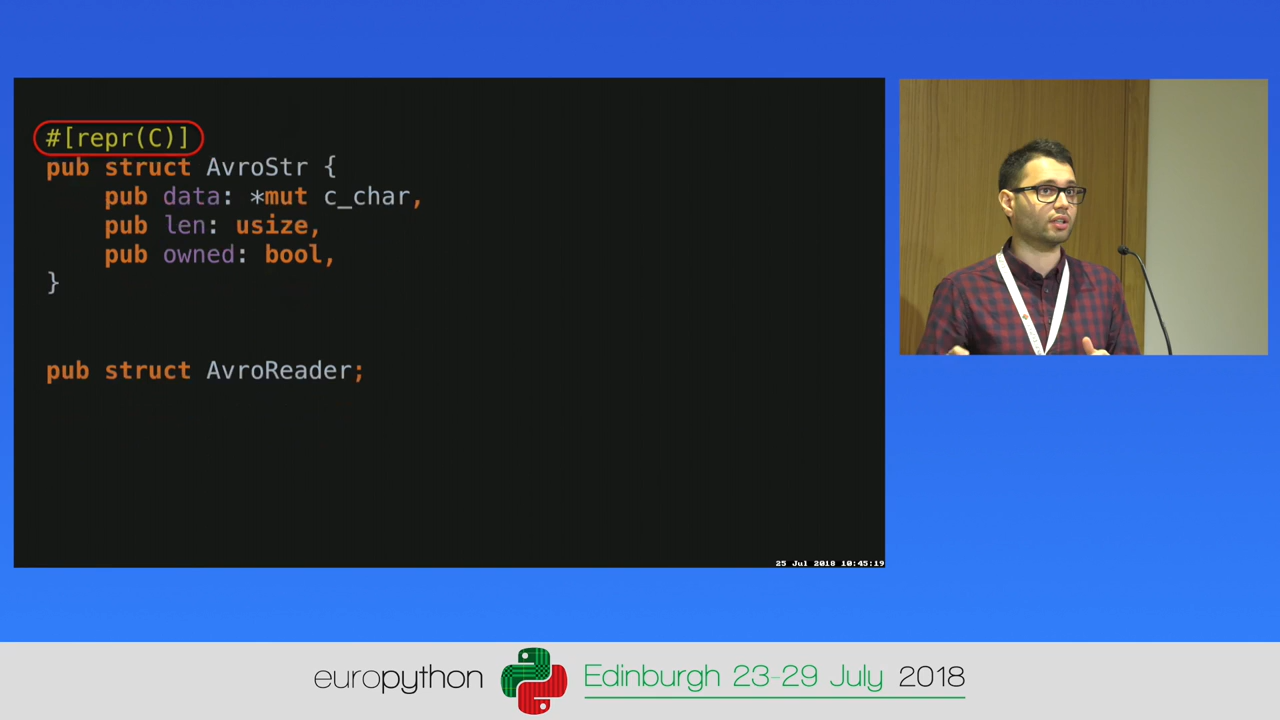 #[repr(C)]
pub struct AvroStr {
    pub data: *mut c_char,
    pub len: usize,
    pub owned: bool,
}
pub struct AvroReader;
25 Jul 2018 10:45:19
europython Edinburgh 23-29 July 2018